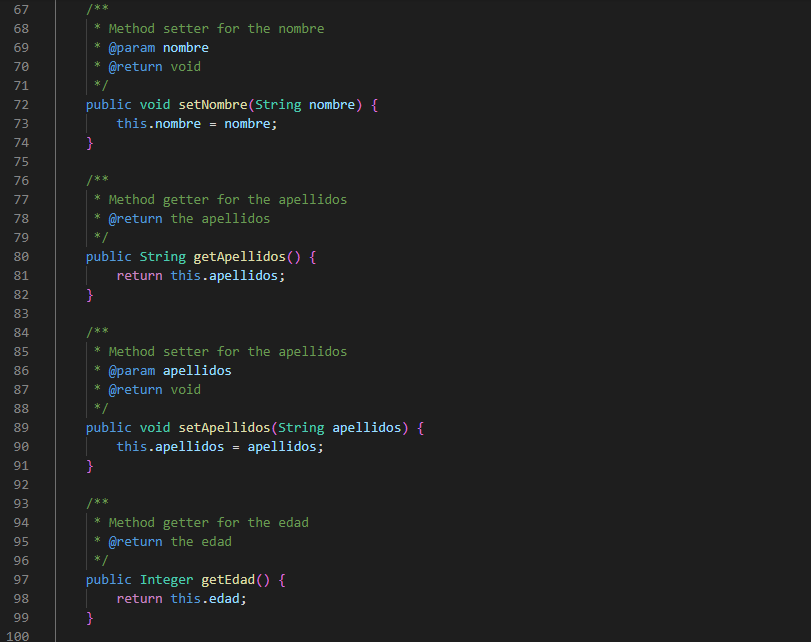 67 /**
68 * Method setter for the nombre
69 * @param nombre
70 * @return void
71 */
72 public void setNombre(String nombre) {
73 this.nombre = nombre;
74 }
75
76 /**
77 * Method getter for the apellidos
78 * @return the apellidos
79 */
80 public String getApellidos() {
81 return this.apellidos;
82 }
83
84 /**
85 * Method setter for the apellidos
86 * @param apellidos
87 * @return void
88 */
89 public void setApellidos(String apellidos) {
90 this.apellidos = apellidos;
91 }
92
93 /**
94 * Method getter for the edad
95 * @return the edad
96 */
97 public Integer getEdad() {
98 return this.edad;
99 }
100